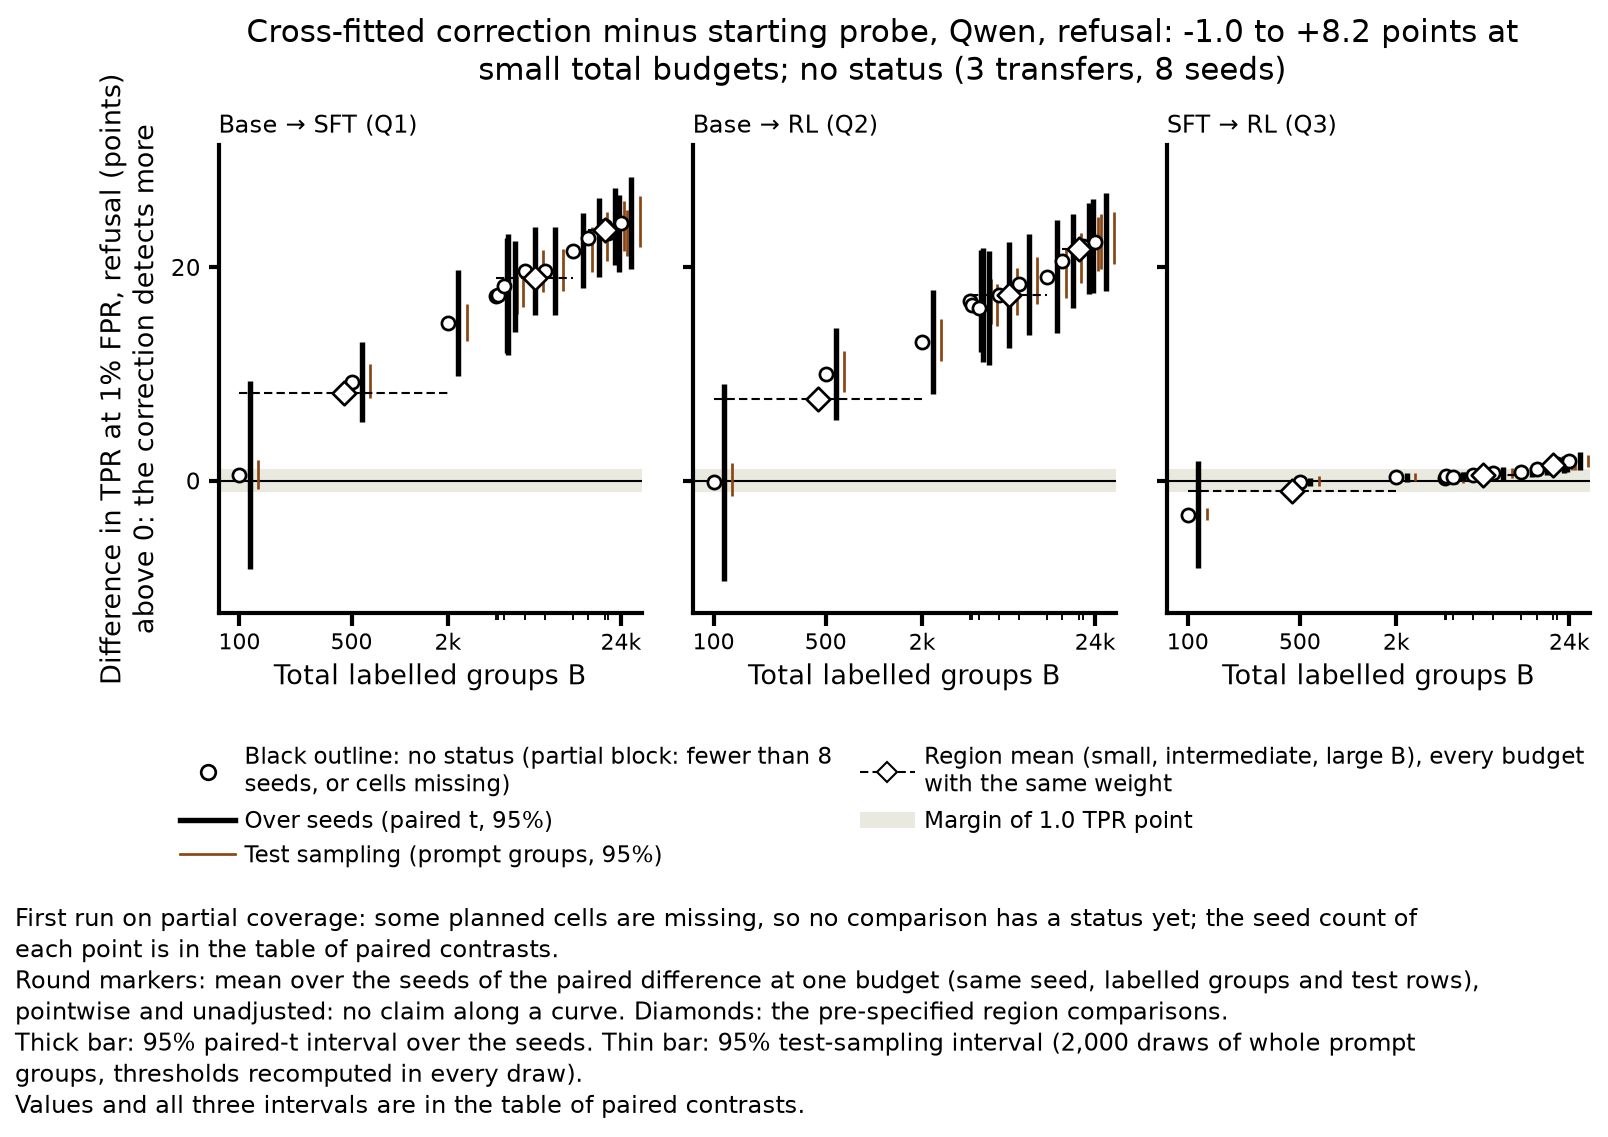 Cross-fitted correction minus starting probe, Qwen, refusal: -1.0 to +8.2 points at
small total budgets; no status (3 transfers, 8 seeds)
Difference in TPR at 1% FPR, refusal (points)
above 0: the correction detects more
Base → SFT (Q1)
Base → RL (Q2)
SFT → RL (Q3)
20
0
100
500
2k
24k
100
500
2k
24k
100
500
2k
24k
Total labelled groups B
Total labelled groups B
Total labelled groups B
Black outline: no status (partial block: fewer than 8
seeds, or cells missing)
Over seeds (paired t, 95%)
Test sampling (prompt groups, 95%)
Region mean (small, intermediate, large B), every budget
with the same weight
Margin of 1.0 TPR point
First run on partial coverage: some planned cells are missing, so no comparison has a status yet; the seed count of
each point is in the table of paired contrasts.
Round markers: mean over the seeds of the paired difference at one budget (same seed, labelled groups and test rows),
pointwise and unadjusted: no claim along a curve. Diamonds: the pre-specified region comparisons.
Thick bar: 95% paired-t interval over the seeds. Thin bar: 95% test-sampling interval (2,000 draws of whole prompt
groups, thresholds recomputed in every draw).
Values and all three intervals are in the table of paired contrasts.